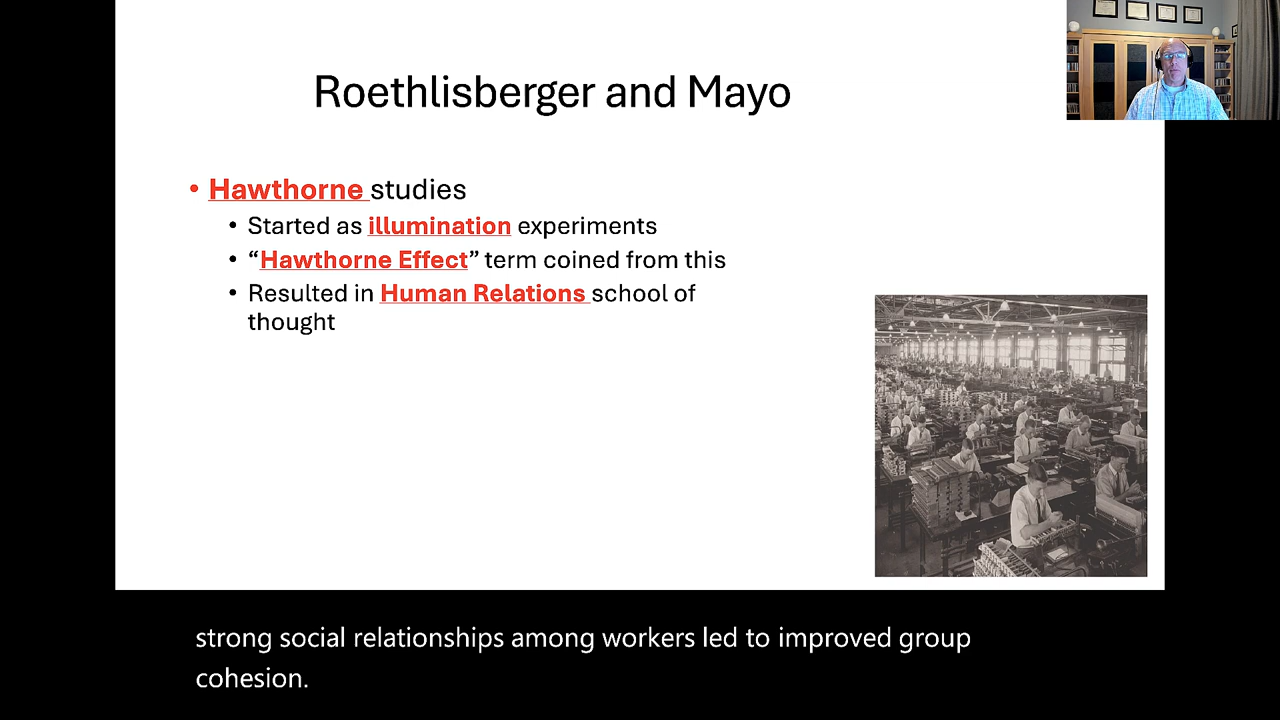 Roethlisberger and Mayo
• Hawthorne studies
• Started as illumination experiments
• “Hawthorne Effect” term coined from this
• Resulted in Human Relations school of
thought
strong social relationships among workers led to improved group
cohesion.